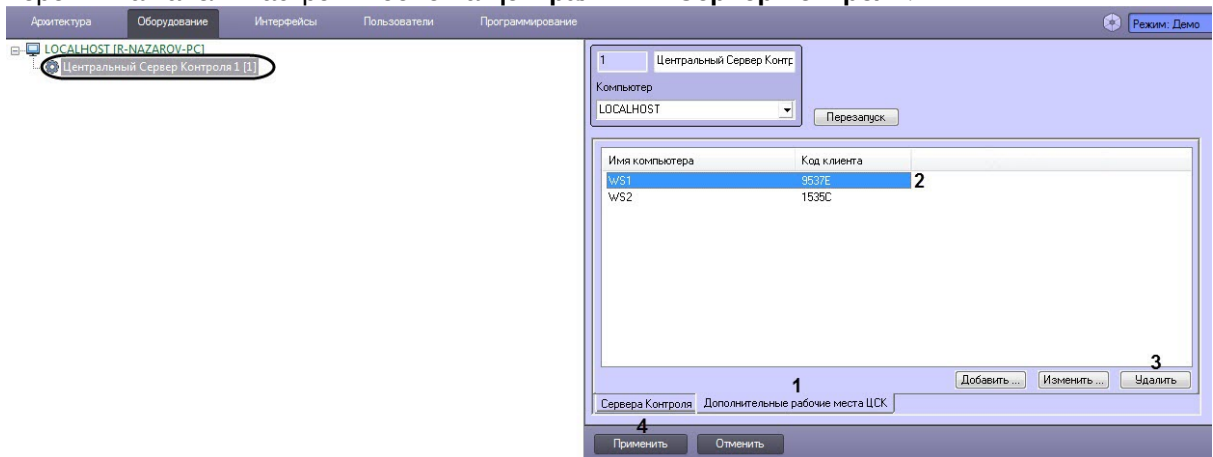 Архитектура Оборудование Интерфейсы Пользователи Программирование Режим: Демо
LOCALHOST [R-NAZAROV-PC]
Центральный Сервер Контроля 1 [1]
1 Центральный Сервер Контр
Компьютер
LOCALHOST
Перезапуск
Имя компьютера Код клиента
WS1 9537E 2
WS2 1535C
3
Добавить ... Изменить ... Удалить
1
Сервера Контроля Дополнительные рабочие места ЦСК
4
Применить Отменить